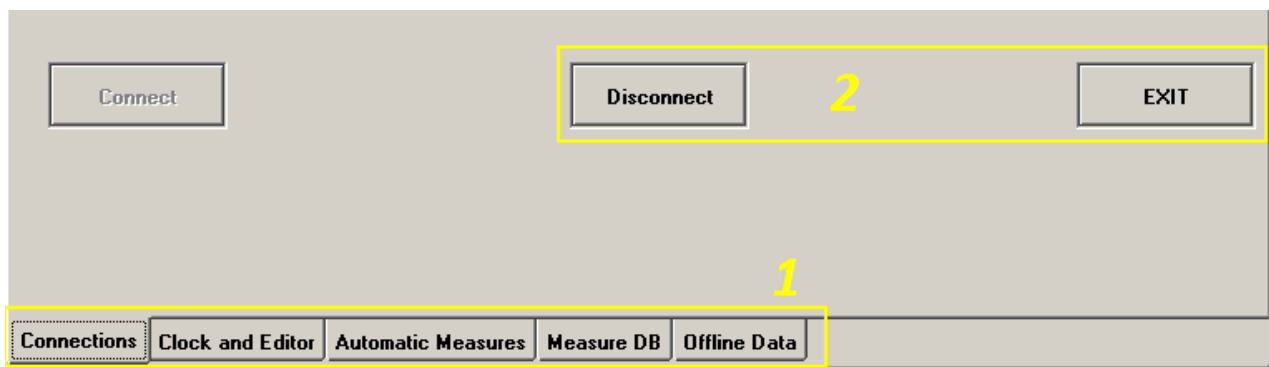 Connect Disconnect 2 EXIT
1
Connections Clock and Editor Automatic Measures Measure DB Offline Data